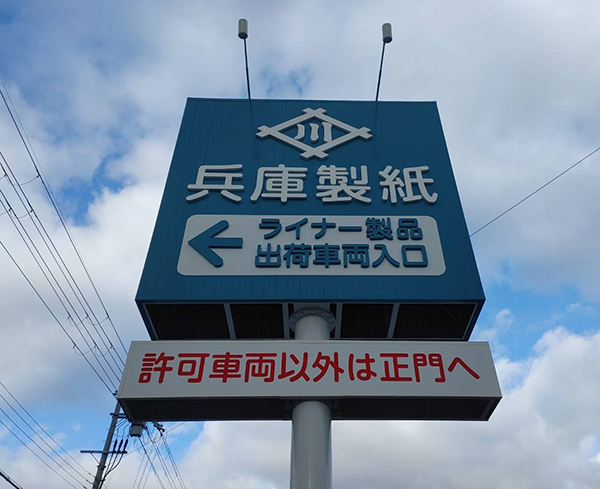 川
兵庫製紙
ライナー製品
出荷車両入口
許可車両以外は正門へ